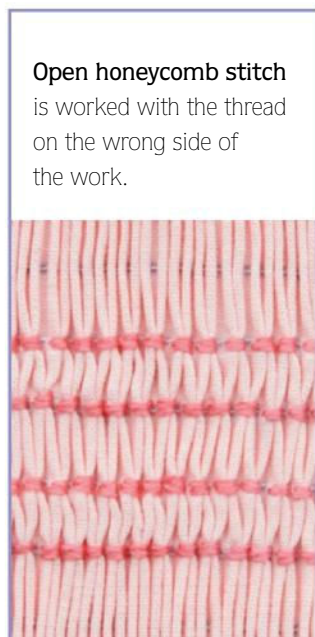 Open honeycomb stitch
is worked with the thread
on the wrong side of
the work.